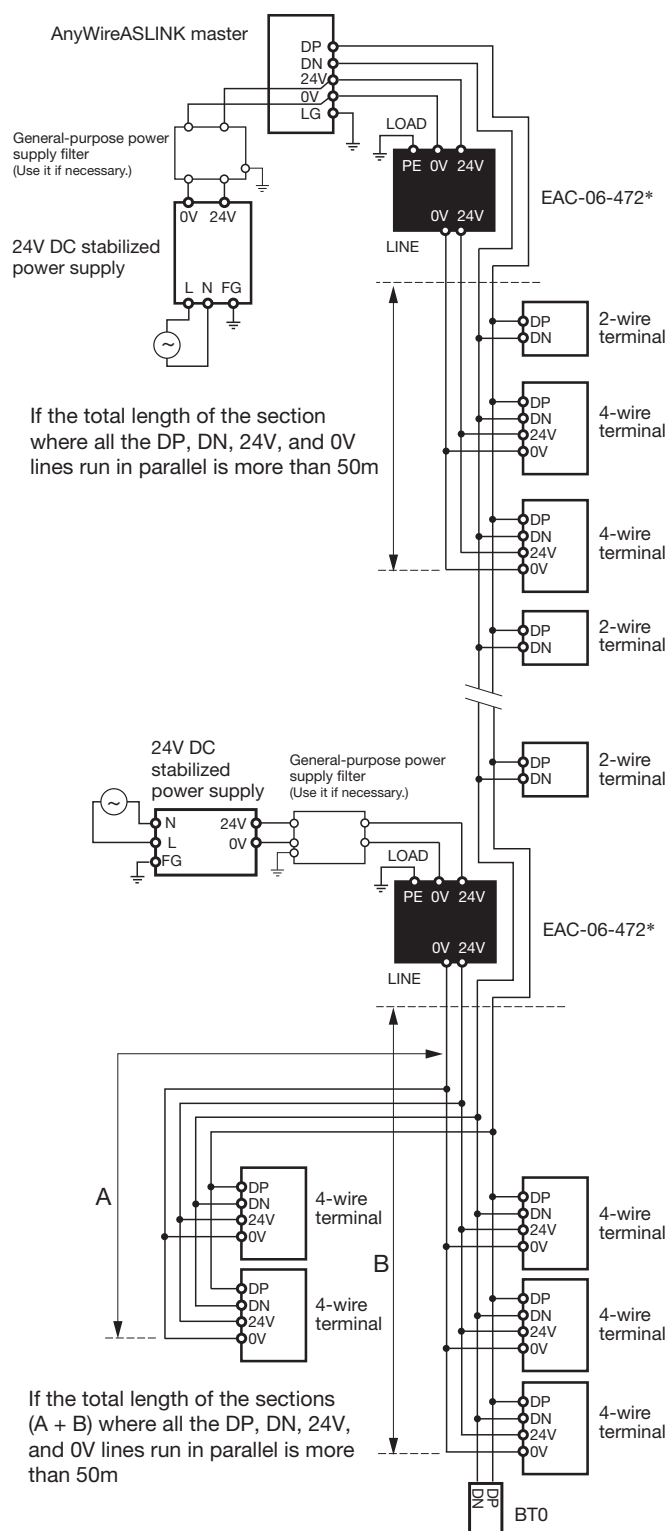 AnyWireASLINK master
DP
DN
24V
0V
LG
General-purpose power
supply filter
(Use it if necessary.)
0V 24V
24V DC stabilized
power supply
L N FG
~
LOAD
PE 0V 24V
0V 24V
LINE
EAC-06-472*
If the total length of the section
where all the DP, DN, 24V, and 0V
lines run in parallel is more than 50m
DP
DN
2-wire
terminal
DP
DN
24V
0V
4-wire
terminal
DP
DN
24V
0V
4-wire
terminal
DP
DN
2-wire
terminal
DP
DN
2-wire
terminal
24V DC
stabilized
power supply
~
N
L
FG
24V
0V
General-purpose power
supply filter
(Use it if necessary.)
LOAD
PE 0V 24V
0V 24V
LINE
EAC-06-472*
A
B
DP
DN
24V
0V
4-wire
terminal
DP
DN
24V
0V
4-wire
terminal
DP
DN
24V
0V
4-wire
terminal
DP
DN
24V
0V
4-wire
terminal
DP
DN
24V
0V
4-wire
terminal
If the total length of the sections
(A + B) where all the DP, DN, 24V,
and 0V lines run in parallel is more
than 50m
DP
DN
BT0